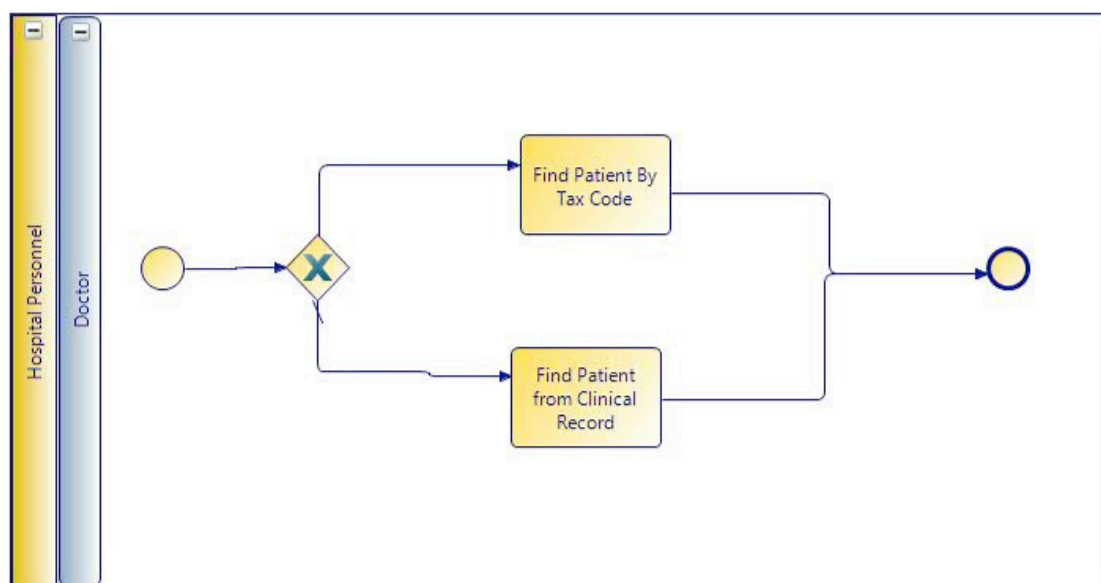 Hospital Personnel
Doctor
X
Find Patient By
Tax Code
Find Patient
from Clinical
Record